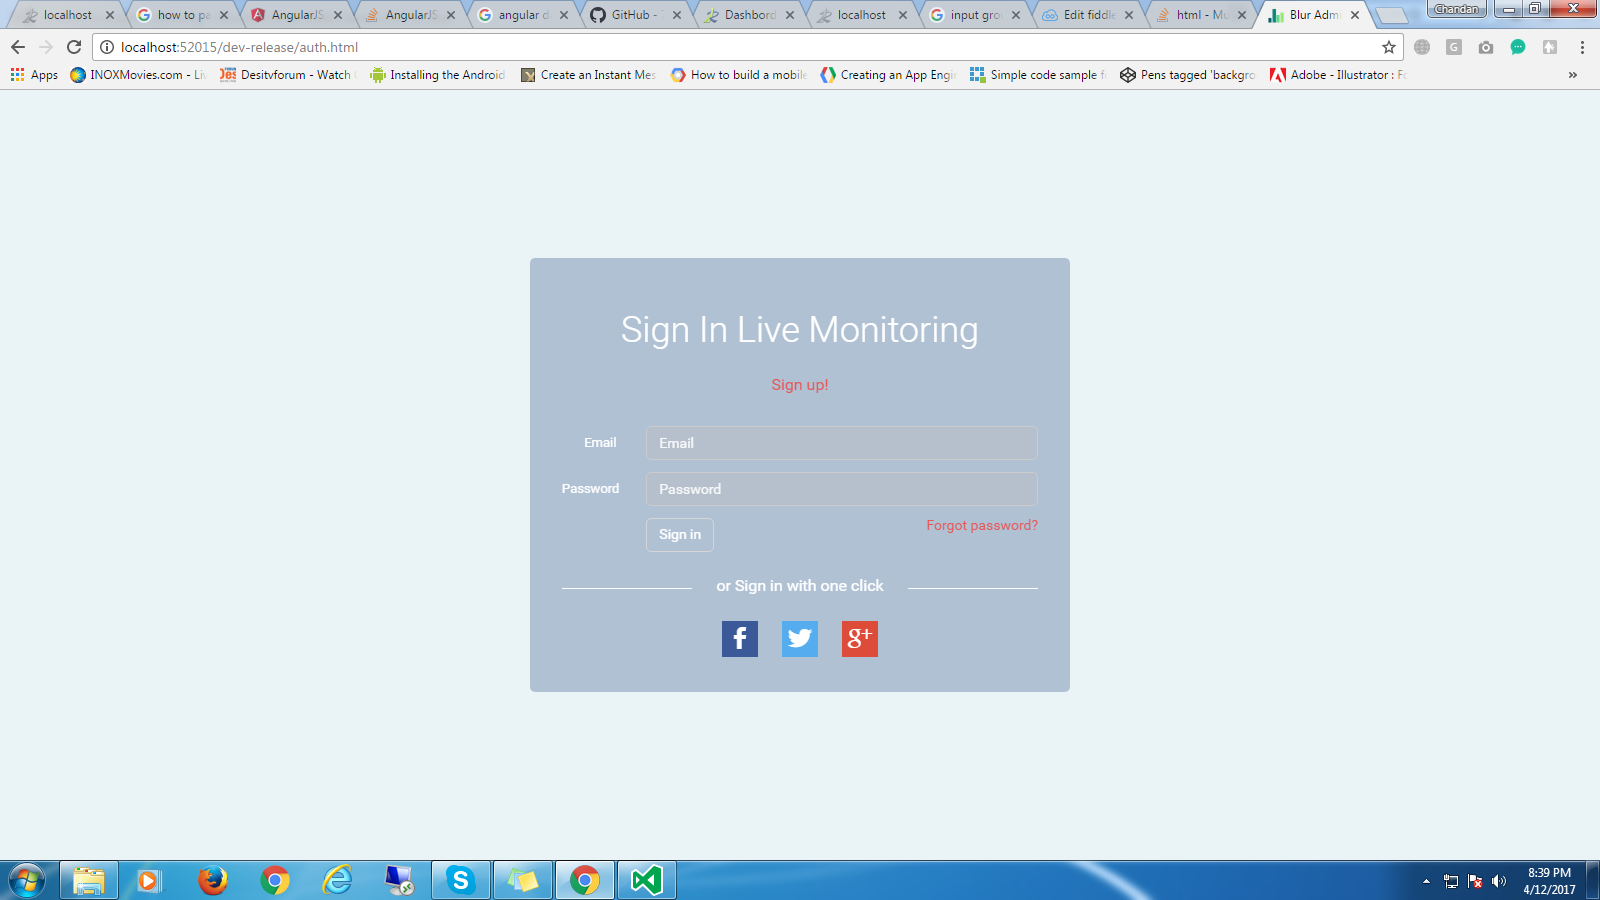 localhost
how to pa
AngularJS
AngularJS
angular d
GitHub -
Dashbord
localhost
input gro
Edit fiddle
html - Mu
Blur Admi
Chandan
localhost:52015/dev-release/auth.html
Apps
INOXMovies.com - Liv
Desitvforum - Watch
Installing the Android
Create an Instant Mes
How to build a mobile
Creating an App Engi
Simple code sample f
Pens tagged 'backgro
Adobe - Illustrator : Fo
»
Sign In Live Monitoring
Sign up!
Email
Email
Password
Password
Sign in
Forgot password?
or Sign in with one click
8:39 PM
4/12/2017